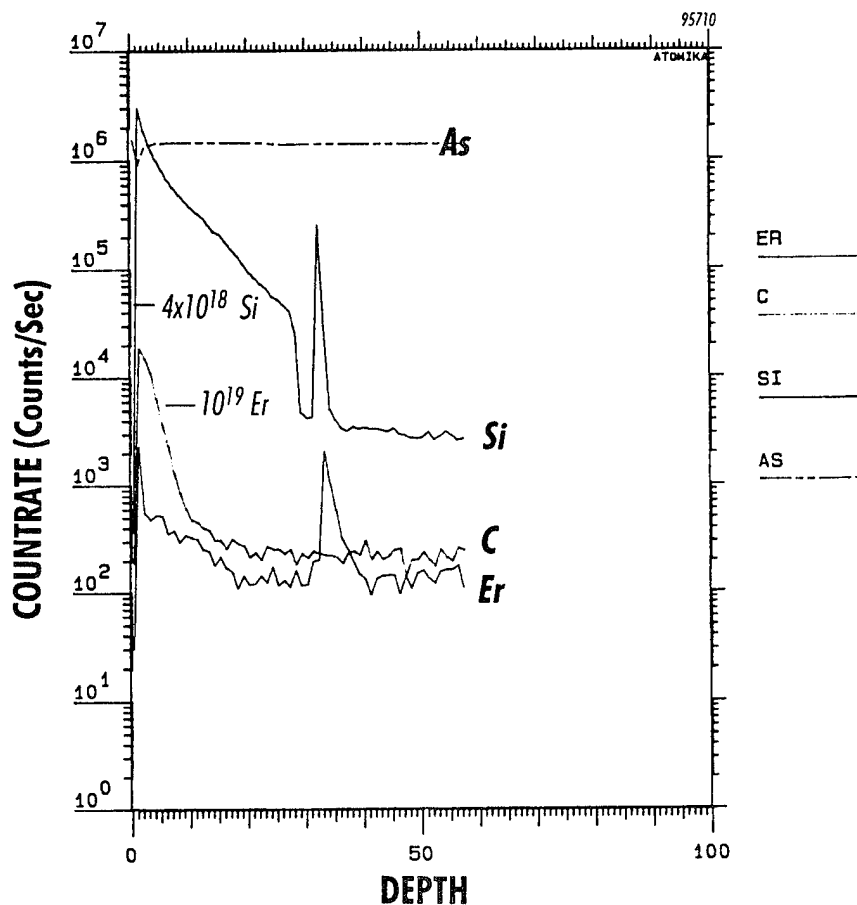 95710
ATOMIKA
10^7
10^6
10^5
10^4
10^3
10^2
10^1
10^0
COUNTRATE (Counts/Sec)
As
4x10^18 Si
10^19 Er
Si
C
Er
0
50
100
DEPTH
ER
C
SI
AS